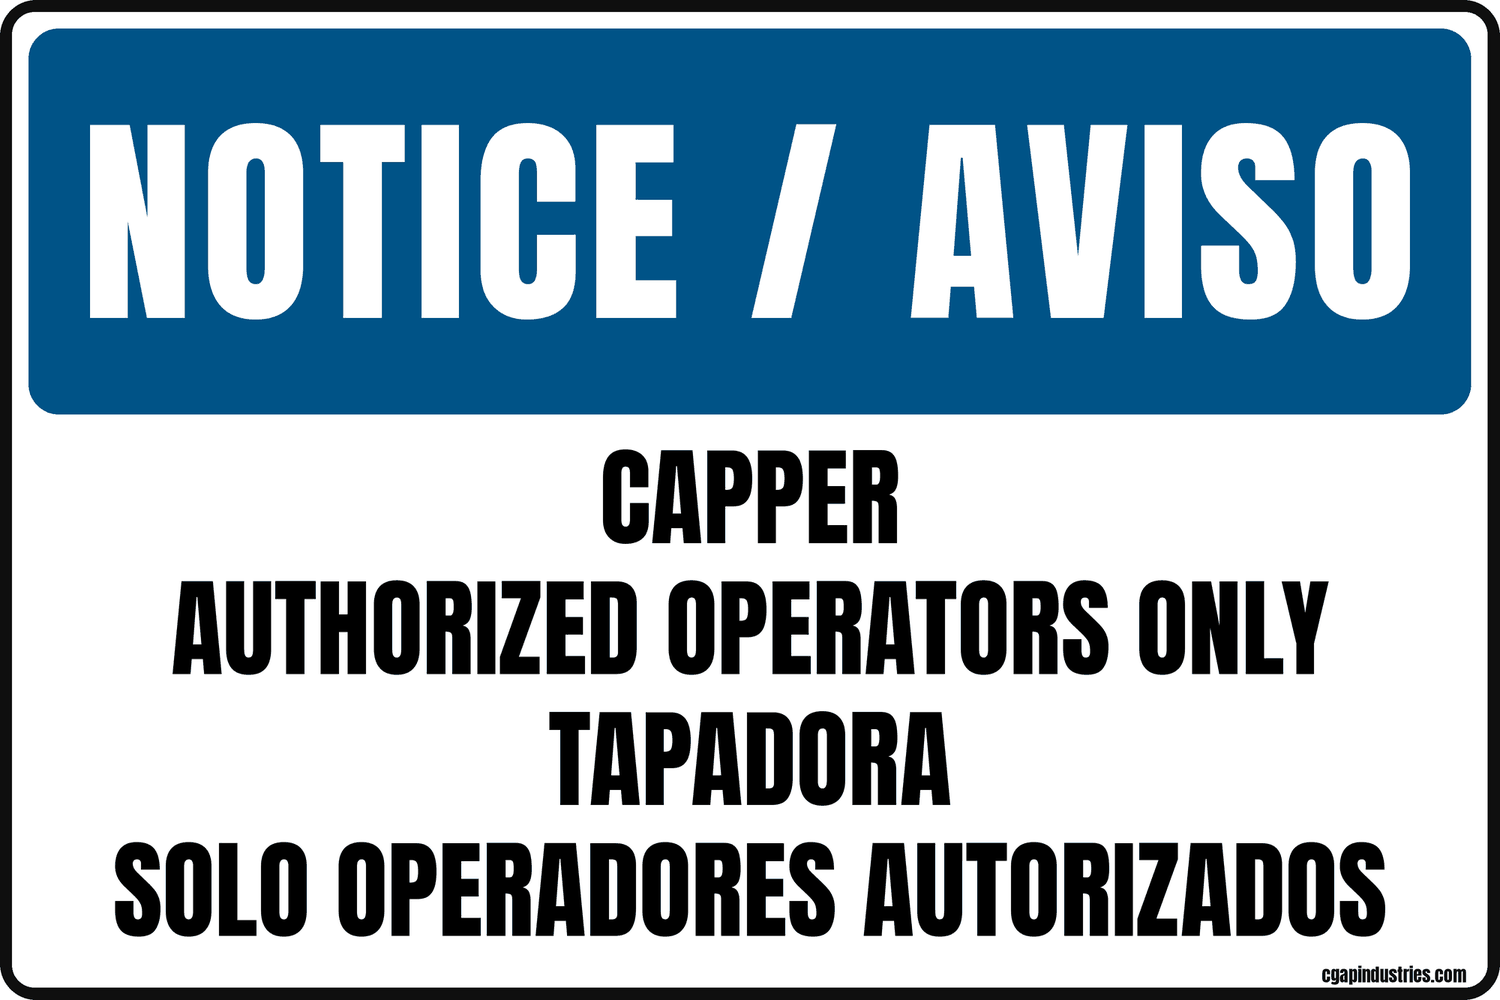 NOTICE / AVISO
CAPPER
AUTHORIZED OPERATORS ONLY
TAPADORA
SOLO OPERADORES AUTORIZADOS
cgapindustries.com